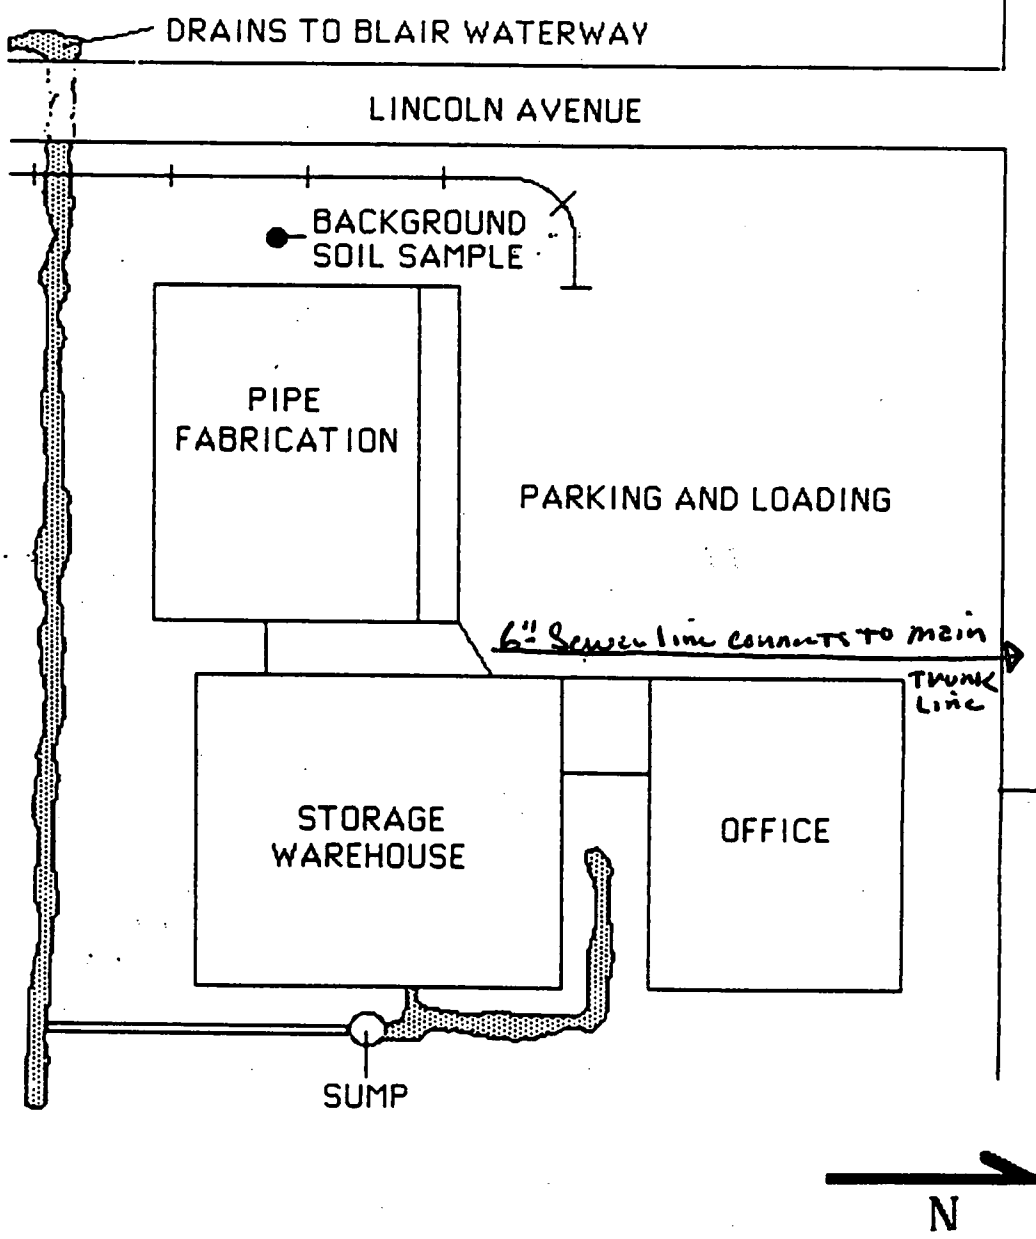 DRAINS TO BLAIR WATERWAY
LINCOLN AVENUE
BACKGROUND
SOIL SAMPLE
PIPE
FABRICATION
PARKING AND LOADING
6" Sewer line connects to main
TRUNK
Line
STORAGE
WAREHOUSE
OFFICE
SUMP
N